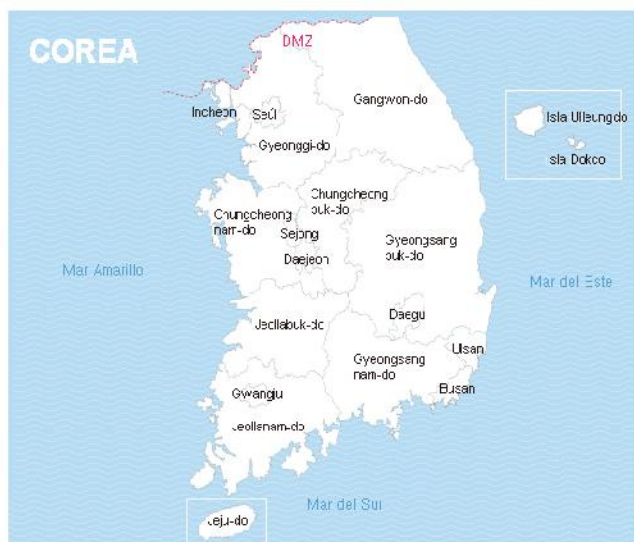 COREA
DMZ
Gangwon-do
Incheon
Seúl
Isla Ulleungdo
Gyeonggi-do
Isla Dokco
Chungcheong
buk-do
Chungcheong
nam-do
Sejong
Gyeongsang
buk-do
Daejeon
Mar Amarillo
Mar del Este
Daegu
Jeollabuk-do
Ulsan
Gyeongsang
nam-do
Busan
Gwangju
Jeollanam-do
Mar del Sur
Jeju-do